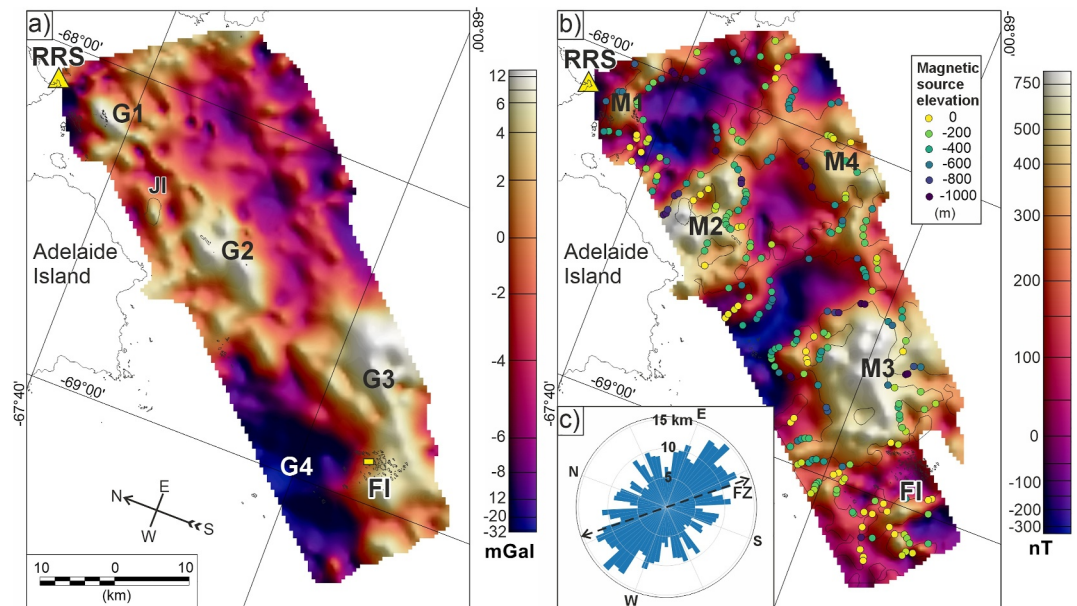 a)
-68°00'
-68°00'
RRS
G1
JI
G2
Adelaide
Island
G3
-69°00'
-67°40'
G4
FI
N
E
W
S
10
0
10
(km)
12
6
4
2
0
-2
-4
-6
-8
12
-20
-32
mGal
b)
-68°00'
-68°00'
RRS
M1
M4
M2
Adelaide
Island
M3
-69°00'
-67°40'
FI
Magnetic
source
elevation
0
-200
-400
-600
-800
-1000
(m)
750
500
400
300
200
100
0
-100
-200
-300
nT
c)
15 km
10
5
E
N
FZ
S
W